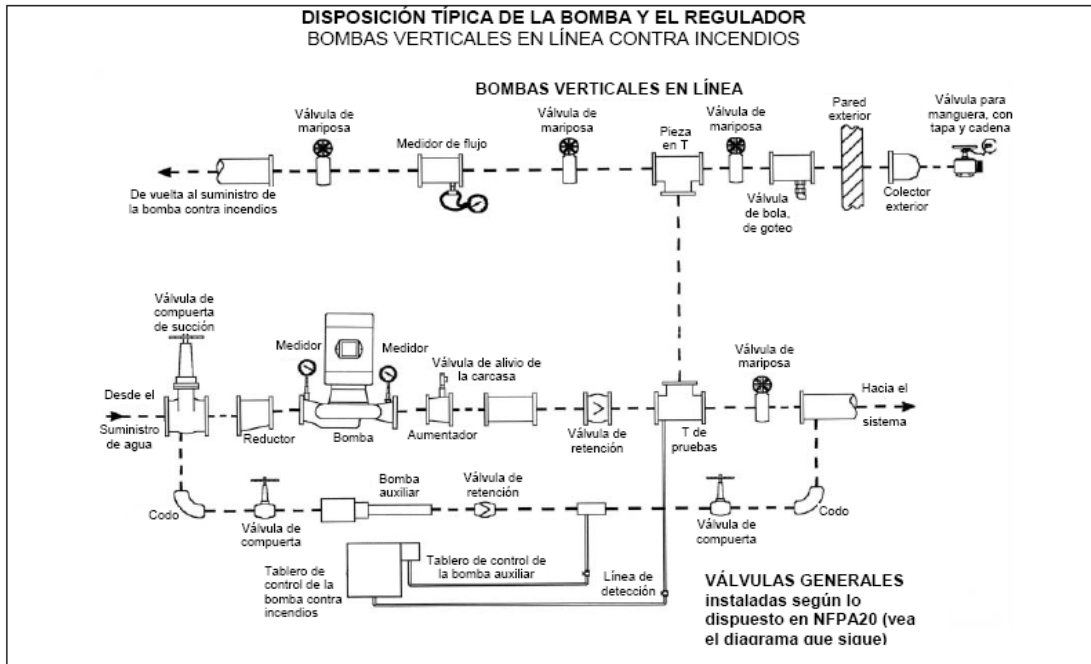 DISPOSICIÓN TÍPICA DE LA BOMBA Y EL REGULADOR
BOMBAS VERTICALES EN LÍNEA CONTRA INCENDIOS
BOMBAS VERTICALES EN LÍNEA
Válvula de
mariposa
Medidor de flujo
Válvula de
mariposa
Pieza
en T
Válvula de
mariposa
Pared
exterior
Válvula para
manguera, con
tapa y cadena
De vuelta al suministro de
la bomba contra incendios
Válvula
de bola,
de goteo
Colector
exterior
Válvula de
compuerta
de succión
Medidor
Medidor
Válvula de alivio de
la carcasa
Válvula de
mariposa
Desde el
Suministro
de agua
Hacia el
sistema
Reductor
Bomba
Aumentador
Válvula de
retención
T de
pruebas
Codo
Válvula de
compuerta
Bomba
auxiliar
Válvula de
retención
Válvula de
compuerta
Codo
Tablero de
control de la
bomba contra
incendios
Tablero de control de
la bomba auxiliar
Línea de
detección
VÁLVULAS GENERALES
instaladas según lo
dispuesto en NFPA20 (vea
el diagrama que sigue)